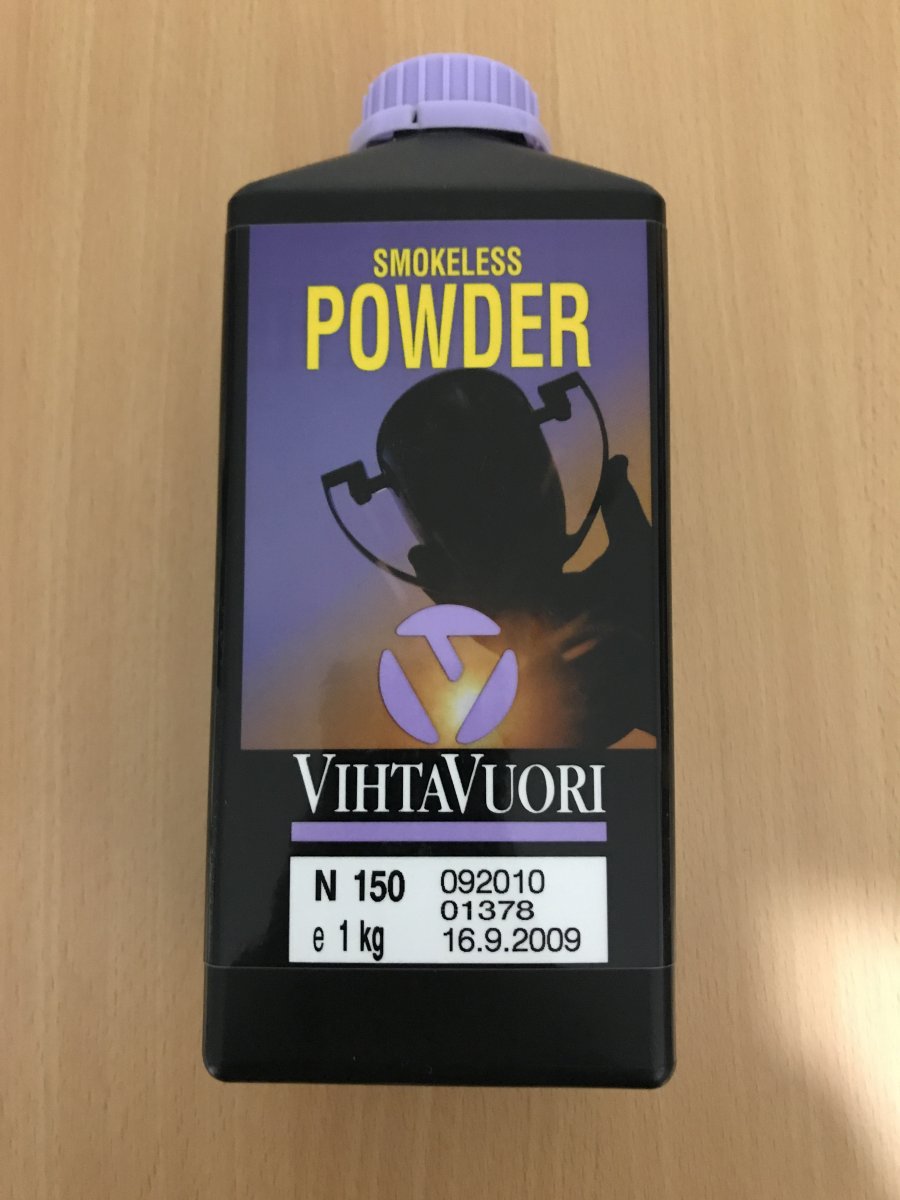 SMOKELESS
POWDER
VIHTAVUORI
N 150 092010
01378
e 1 kg 16.9.2009